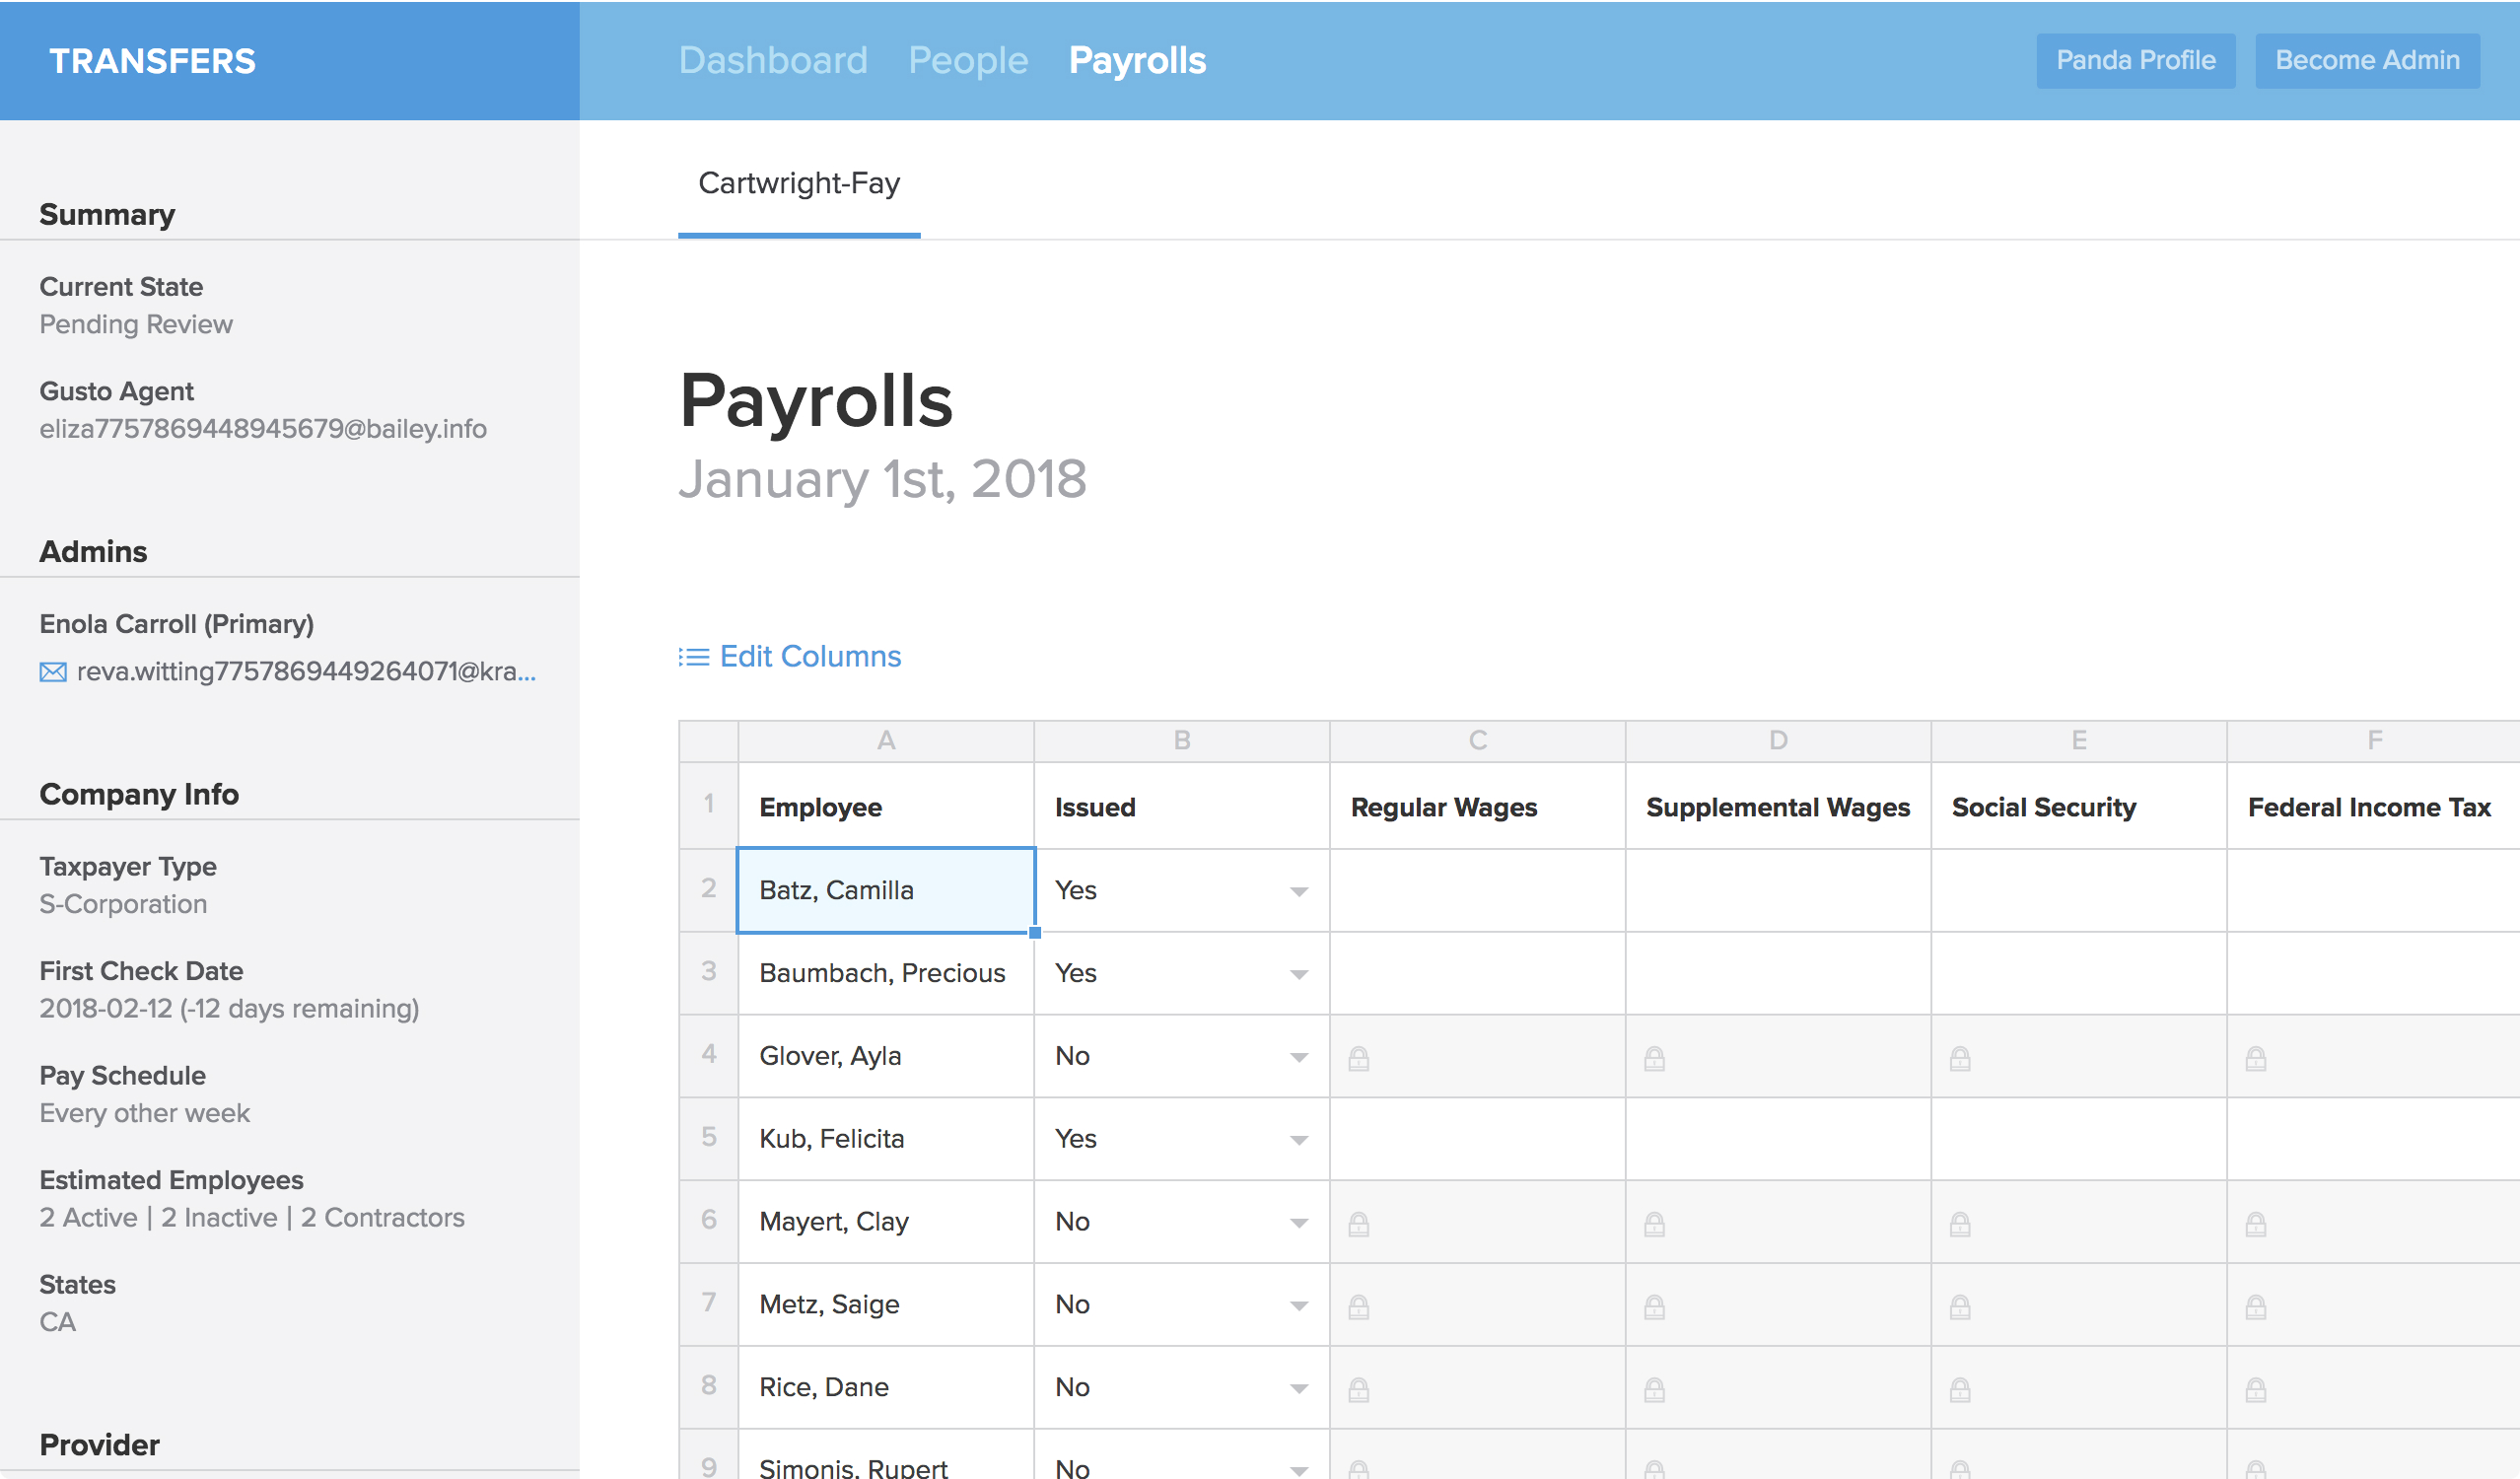 TRANSFERS
Dashboard People Payrolls
Panda Profile Become Admin
Summary
Current State
Pending Review
Gusto Agent
eliza7757869448945679@bailey.info
Admins
Enola Carroll (Primary)
reva.witting7757869449264071@kra...
Company Info
Taxpayer Type
S-Corporation
First Check Date
2018-02-12 (-12 days remaining)
Pay Schedule
Every other week
Estimated Employees
2 Active | 2 Inactive | 2 Contractors
States
CA
Provider
Cartwright-Fay
Payrolls
January 1st, 2018
Edit Columns
A B C D E F
1 Employee Issued Regular Wages Supplemental Wages Social Security Federal Income Tax
2 Batz, Camilla Yes
3 Baumbach, Precious Yes
4 Glover, Ayla No
5 Kub, Felicita Yes
6 Mayert, Clay No
7 Metz, Saige No
8 Rice, Dane No
9 Simonis, Rupert No